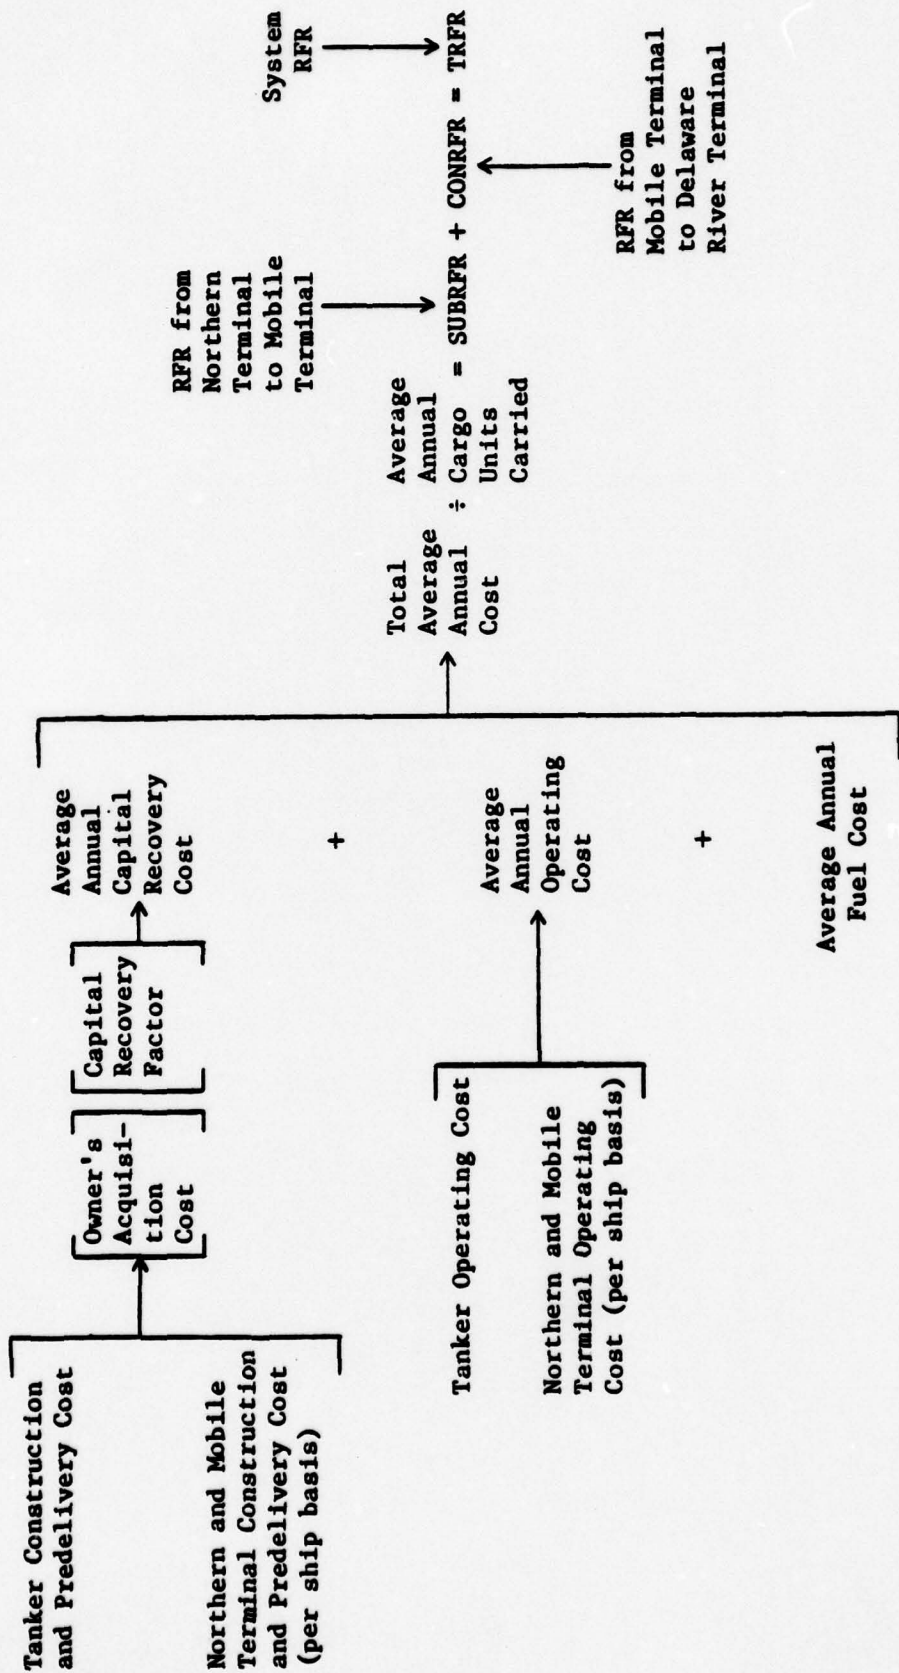 Tanker Construction
and Predelivery Cost
Northern and Mobile
Terminal Construction
and Predelivery Cost
(per ship basis)
Owner's
Acquisi-
tion
Cost
Capital
Recovery
Factor
Average
Annual
Capital
Recovery
Cost
+
Tanker Operating Cost
Northern and Mobile
Terminal Operating
Cost (per ship basis)
Average
Annual
Operating
Cost
+
Average Annual
Fuel Cost
Total
Average
Annual
Cost
÷
Average
Annual
Cargo
Units
Carried
= SUBRFR + CONRFR = TRFR
RFR from
Northern
Terminal
to Mobile
Terminal
System
RFR
RFR from
Mobile Terminal
to Delaware
River Terminal